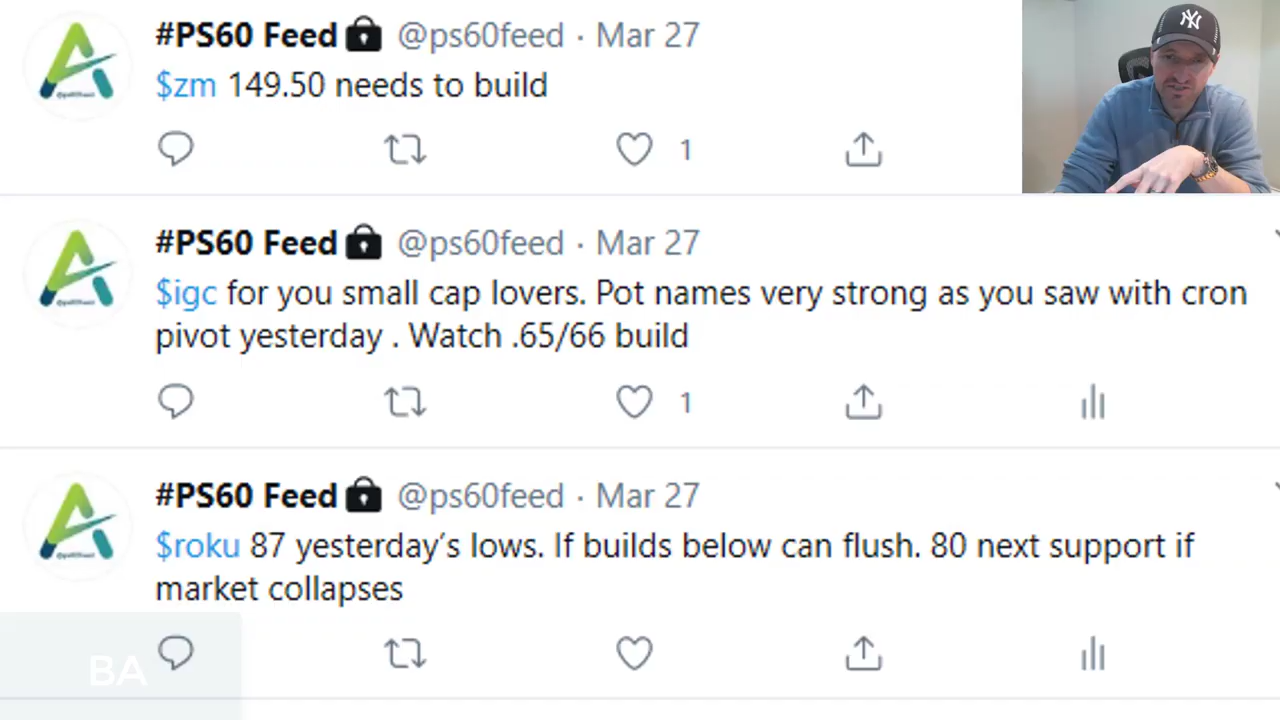 #PS60 Feed @ps60feed · Mar 27
$zm 149.50 needs to build
1
#PS60 Feed @ps60feed · Mar 27
$igc for you small cap lovers. Pot names very strong as you saw with cron
pivot yesterday . Watch .65/66 build
1
#PS60 Feed @ps60feed · Mar 27
$roku 87 yesterday's lows. If builds below can flush. 80 next support if
market collapses
BA